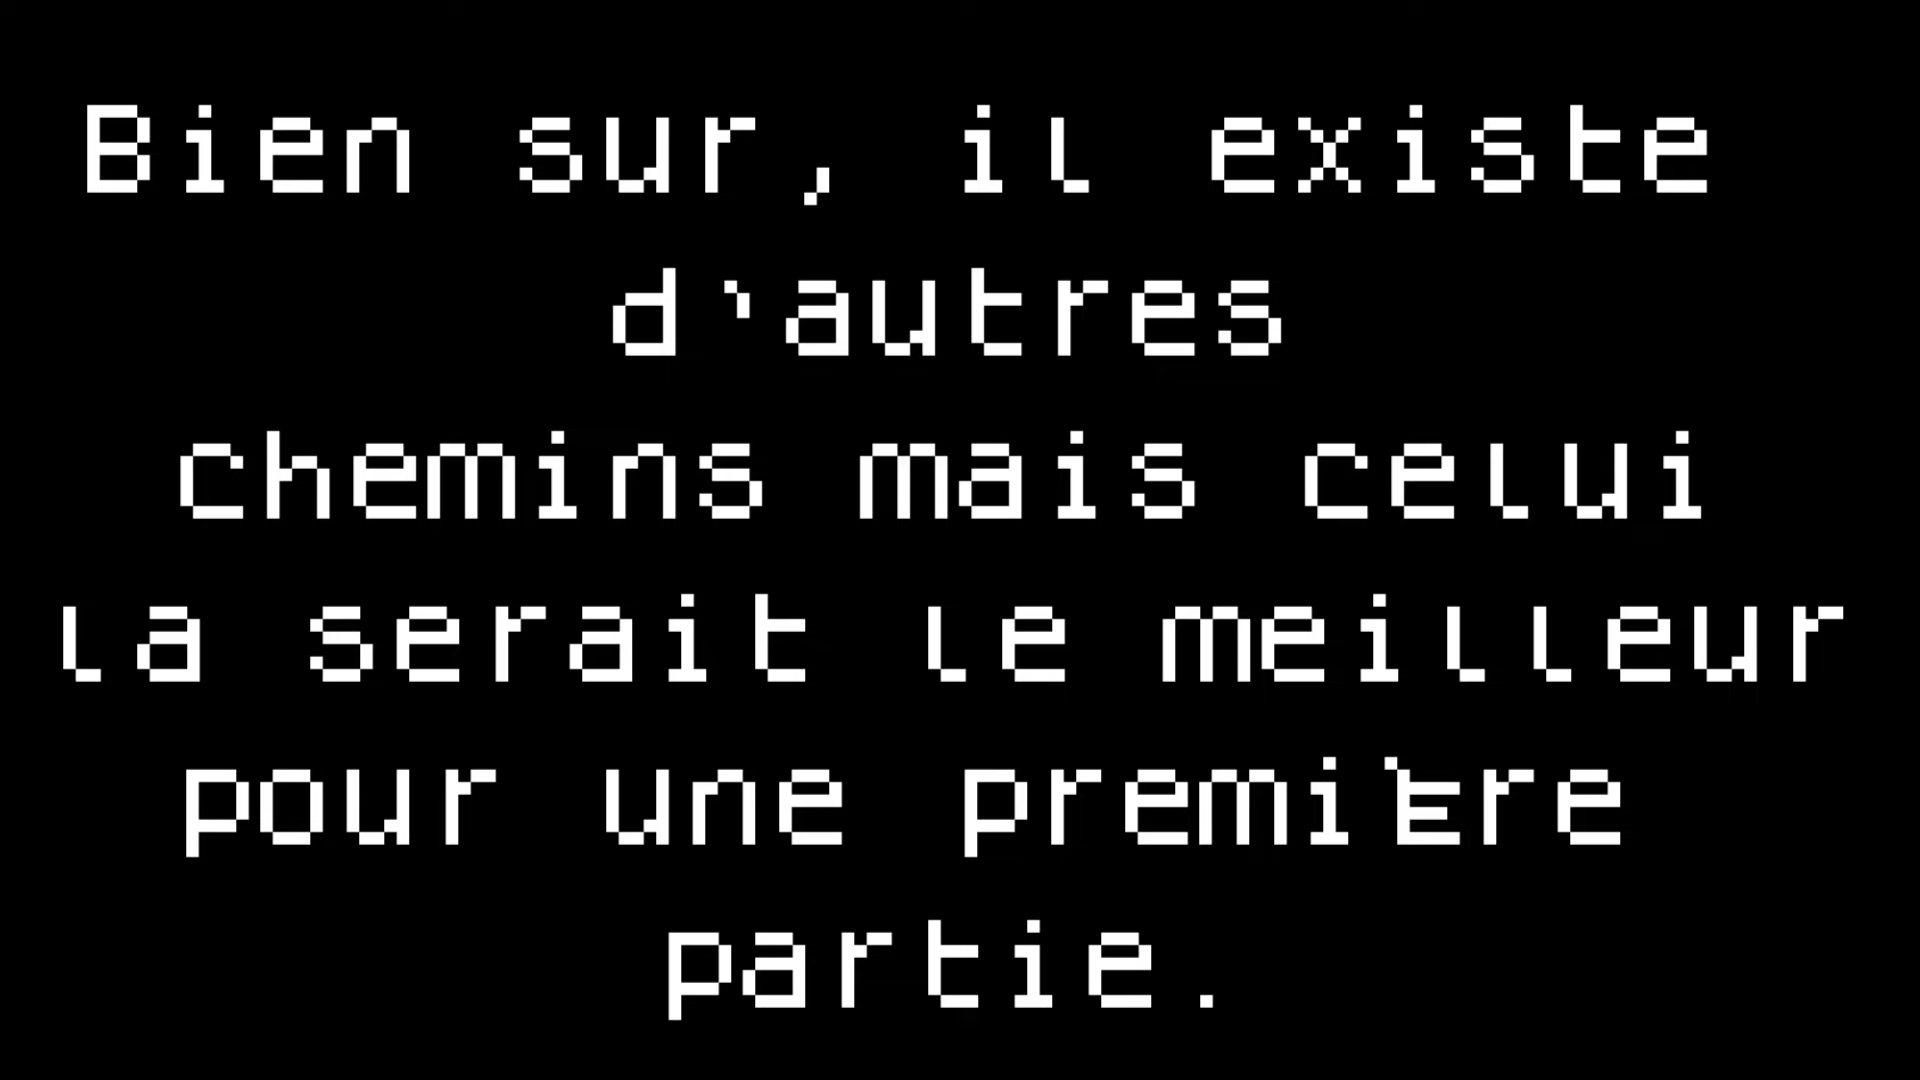 Bien sur, il existe
d'autres
chemins mais celui
la serait le meilleur
pour une première
partie.